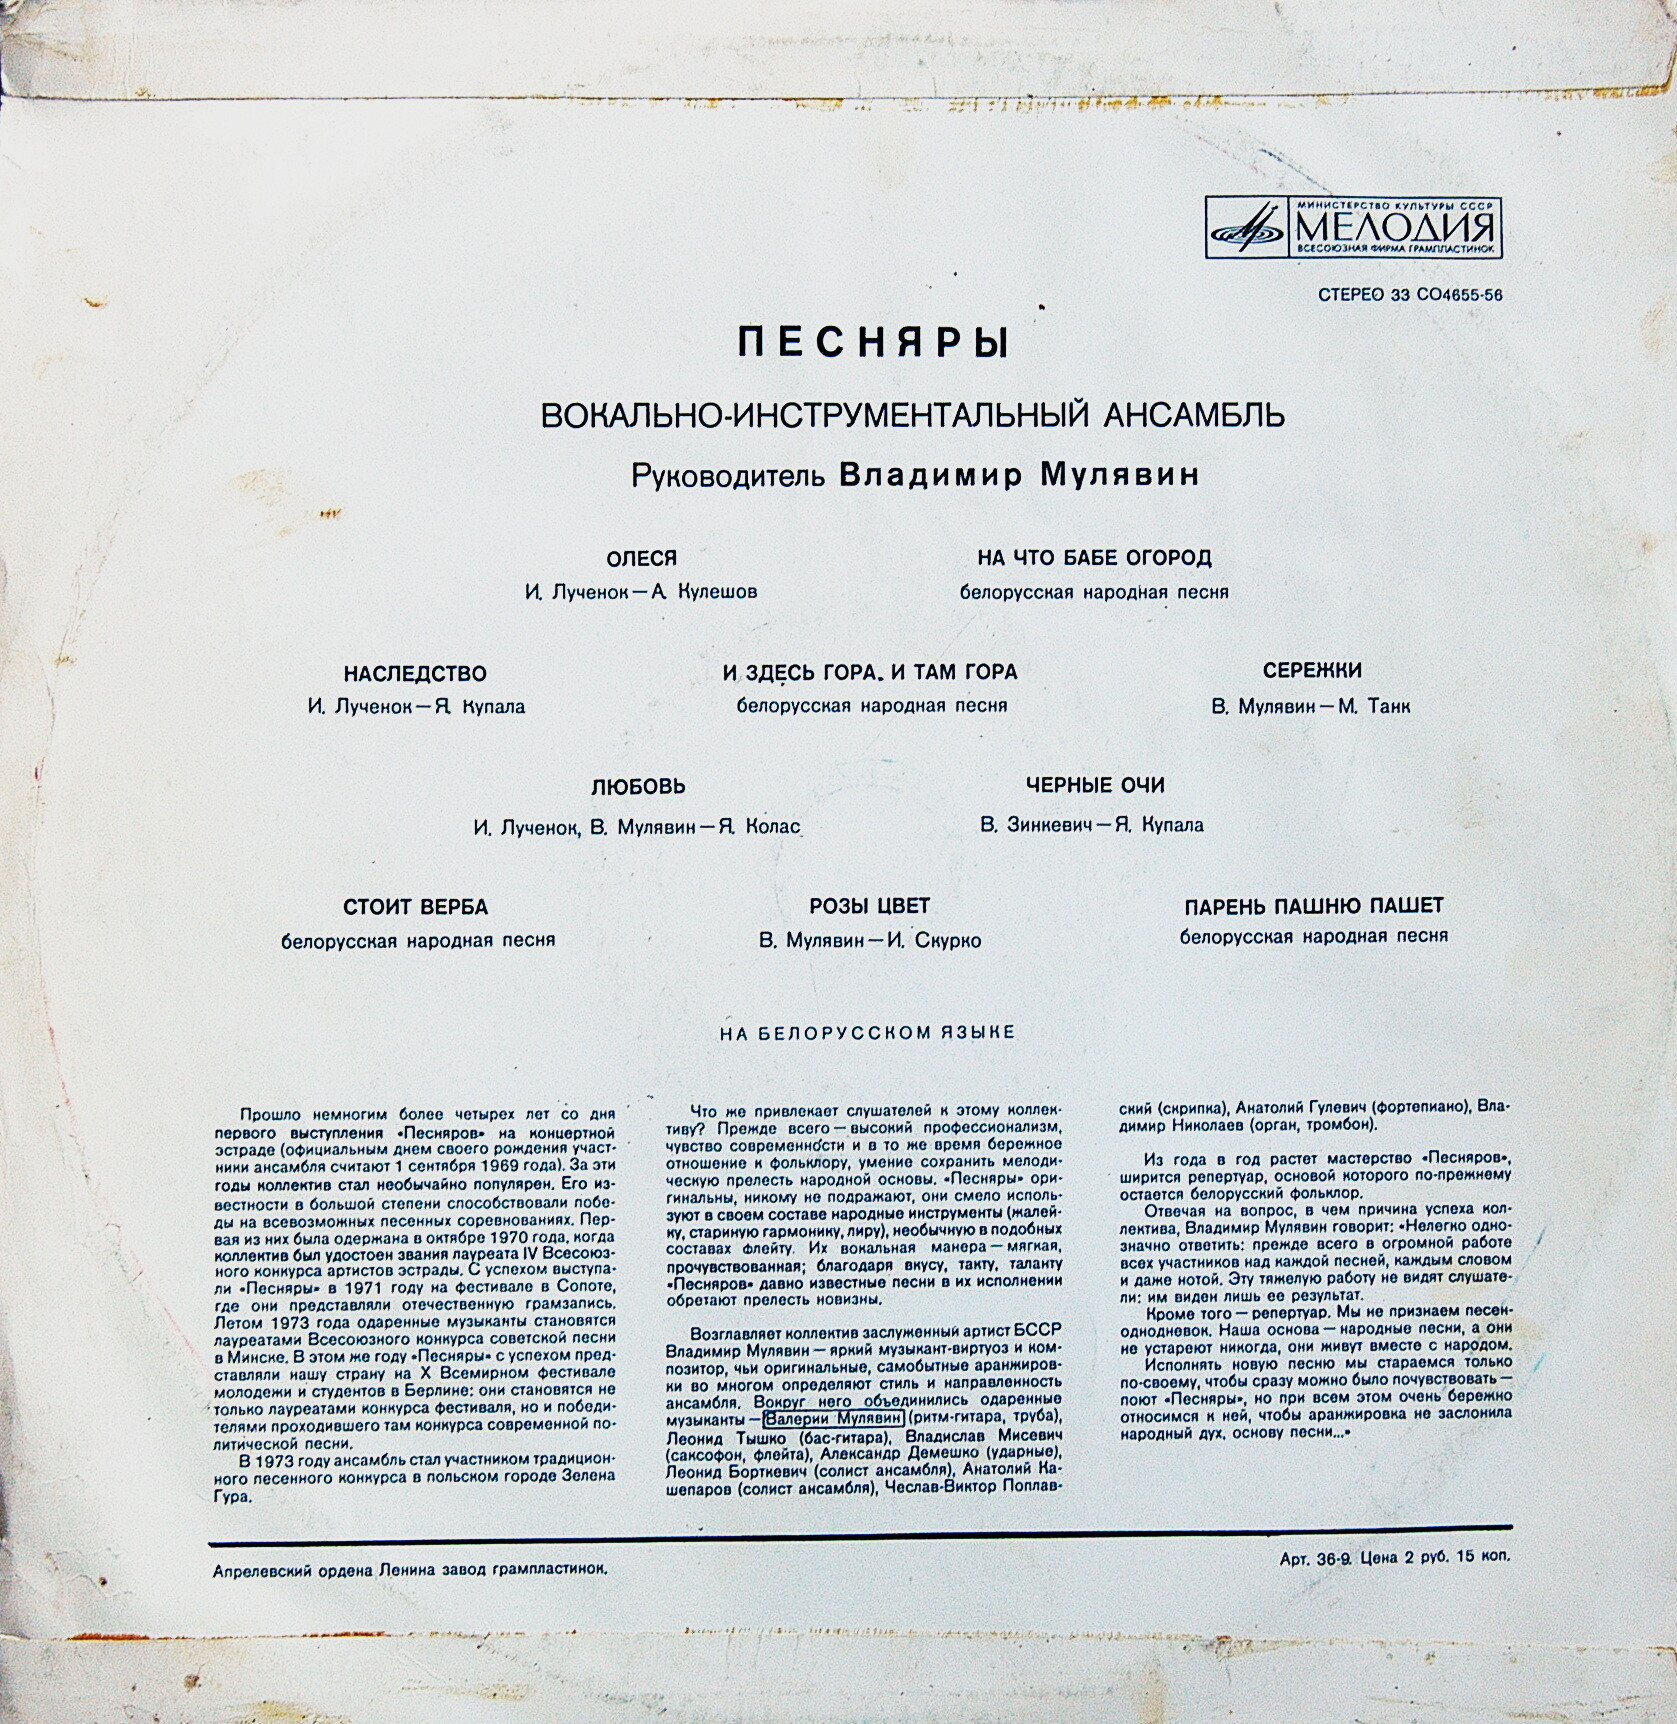 МИНИСТЕРСТВО КУЛЬТУРЫ СССР
МЕЛОДИЯ
ВСЕСОЮЗНАЯ ФИРМА ГРАМПЛАСТИНОК
СТЕРЕО 33 СО4655-56
ПЕСНЯРЫ
ВОКАЛЬНО-ИНСТРУМЕНТАЛЬНЫЙ АНСАМБЛЬ
Руководитель Владимир Мулявин
ОЛЕСЯ
И. Лученок—А. Кулешов
НА ЧТО БАБЕ ОГОРОД
белорусская народная песня
НАСЛЕДСТВО
И. Лученок—Я. Купала
И ЗДЕСЬ ГОРА, И ТАМ ГОРА
белорусская народная песня
СЕРЕЖКИ
В. Мулявин—М. Танк
ЛЮБОВЬ
И. Лученок, В. Мулявин—Я. Колас
ЧЕРНЫЕ ОЧИ
В. Зинкевич—Я. Купала
СТОИТ ВЕРБА
белорусская народная песня
РОЗЫ ЦВЕТ
В. Мулявин—И. Скурко
ПАРЕНЬ ПАШНЮ ПАШЕТ
белорусская народная песня
НА БЕЛОРУССКОМ ЯЗЫКЕ
Прошло немногим более четырех лет со дня
первого выступления «Песняров» на концертной
эстраде (официальным днем своего рождения участ-
ники ансамбля считают 1 сентября 1969 года). За эти
годы коллектив стал необычайно популярен. Его из-
вестности в большой степени способствовали побе-
ды на всевозможных песенных соревнованиях. Пер-
вая из них была одержана в октябре 1970 года, когда
коллектив был удостоен звания лауреата IV Всесоюз-
ного конкурса артистов эстрады. С успехом выступа-
ли «Песняры» в 1971 году на фестивале в Сопоте,
где они представляли отечественную грамзапись.
Летом 1973 года одаренные музыканты становятся
лауреатами Всесоюзного конкурса советской песни
в Минске. В этом же году «Песняры» с успехом пред-
ставляли нашу страну на X Всемирном фестивале
молодежи и студентов в Берлине: они становятся не
только лауреатами конкурса фестиваля, но и победи-
телями проходившего там конкурса современной по-
литической песни.
В 1973 году ансамбль стал участником традицион-
ного песенного конкурса в польском городе Зелена
Гура.
Что же привлекает слушателей к этому коллек-
тиву? Прежде всего—высокий профессионализм,
чувство современности и в то же время бережное
отношение к фольклору, умение сохранить мелоди-
ческую прелесть народной основы. «Песняры» ори-
гинальны, никому не подражают, они смело исполь-
зуют в своем составе народные инструменты (жалей-
ку, стариную гармонику, лиру), необычную в подобных
составах флейту. Их вокальная манера—мягкая,
прочувствованная; благодаря вкусу, такту, таланту
«Песняров» давно известные песни в их исполнении
обретают прелесть новизны.
Возглавляет коллектив заслуженный артист БССР
Владимир Мулявин—яркий музыкант-виртуоз и ком-
позитор, чьи оригинальные, самобытные аранжиров-
ки во многом определяют стиль и направленность
ансамбля. Вокруг него объединились одаренные
музыканты—Валерий Мулявин (ритм-гитара, труба),
Леонид Тышко (бас-гитара), Владислав Мисевич
(саксофон, флейта), Александр Демешко (ударные),
Леонид Борткевич (солист ансамбля), Анатолий Ка-
шепаров (солист ансамбля), Чеслав-Виктор Поплав-
ский (скрипка), Анатолий Гулевич (фортепиано), Вла-
димир Николаев (орган, тромбон).
Из года в год растет мастерство «Песняров»,
ширится репертуар, основой которого по-прежнему
остается белорусский фольклор.
Отвечая на вопрос, в чем причина успеха кол-
лектива, Владимир Мулявин говорит: «Нелегко одно-
значно ответить: прежде всего в огромной работе
всех участников над каждой песней, каждым словом
и даже нотой. Эту тяжелую работу не видят слушате-
ли: им виден лишь ее результат.
Кроме того—репертуар. Мы не признаем песен-
однодневок. Наша основа—народные песни, а они
не устареют никогда, они живут вместе с народом.
Исполнять новую песню мы стараемся только
по-своему, чтобы сразу можно было почувствовать—
поют «Песняры», но при всем этом очень бережно
относимся к ней, чтобы аранжировка не заслонила
народный дух, основу песни...»
Апрелевский ордена Ленина завод грампластинок.
Арт. 36-9. Цена 2 руб. 15 коп.